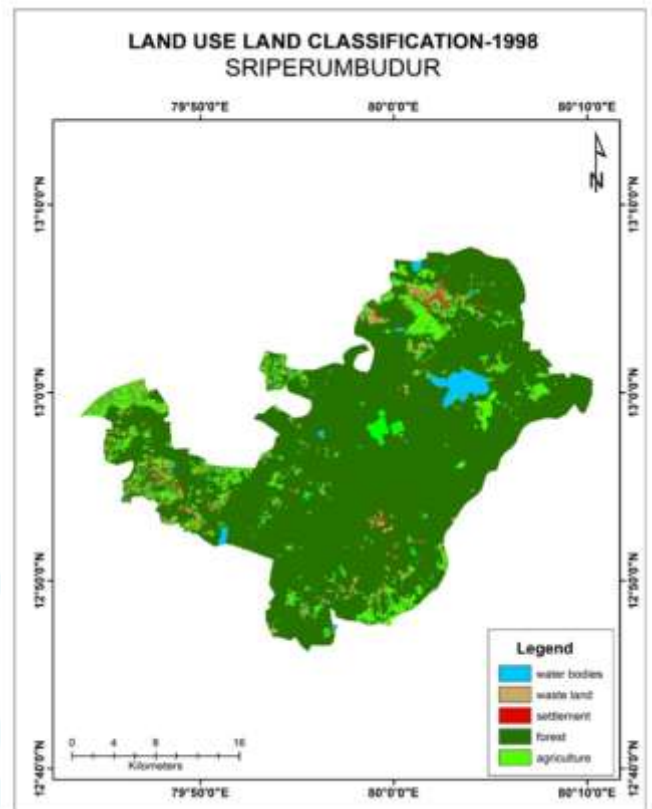 LAND USE LAND CLASSIFICATION-1998
SRIPERUMBUDUR
79°50'0"E 80°0'0"E 80°10'0"E
N
13°10'0"N 13°10'0"N
13°0'0"N 13°0'0"N
12°50'0"N 12°50'0"N
Legend
water bodies
waste land
settlement
forest
agriculture
0 4 8 16
Kilometers
12°40'0"N 12°40'0"N
79°50'0"E 80°0'0"E 80°10'0"E